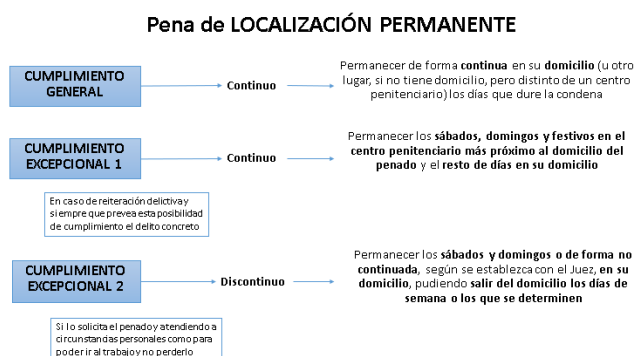 Pena de LOCALIZACIÓN PERMANENTE
CUMPLIMIENTO
GENERAL
Continuo
Permanecer de forma continua en su domicilio (u otro
lugar, si no tiene domicilio, pero distinto de un centro
penitenciario) los días que dure la condena
CUMPLIMIENTO
EXCEPCIONAL 1
Continuo
Permanecer los sábados, domingos y festivos en el
centro penitenciario más próximo al domicilio del
penado y el resto de días en su domicilio
En caso de reiteración delictiva y
siempre que prevea esta posibilidad
de cumplimiento el delito concreto
CUMPLIMIENTO
EXCEPCIONAL 2
Discontinuo
Permanecer los sábados y domingos o de forma no
continuada, según se establezca con el Juez, en su
domicilio, pudiendo salir del domicilio los días de
semana o los que se determinen
Si lo solicita el penado y atendiendo a
circunstancias personales como para
poder ir al trabajo y no perderlo